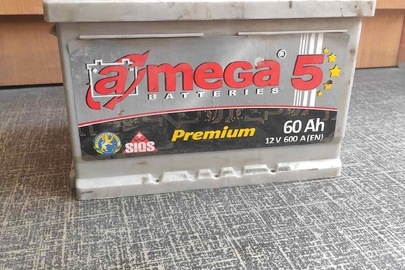 a mega® 5
BATTERIES
SIOS
Premium
60 Ah
12 V 600 A (EN)